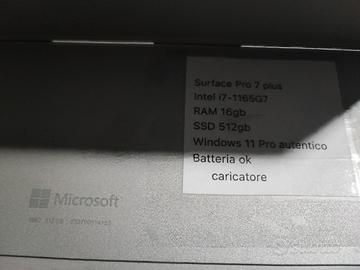 Surface Pro 7 plus
Intel i7-1165G7
RAM 16gb
SSD 512gb
Windows 11 Pro autentico
Batteria ok
caricatore
Microsoft